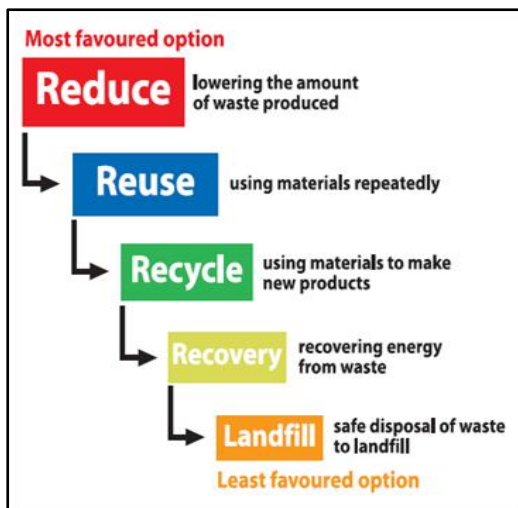 Most favoured option
Reduce
lowering the amount
of waste produced
Reuse
using materials repeatedly
Recycle
using materials to make
new products
Recovery
recovering energy
from waste
Landfill
safe disposal of waste
to landfill
Least favoured option